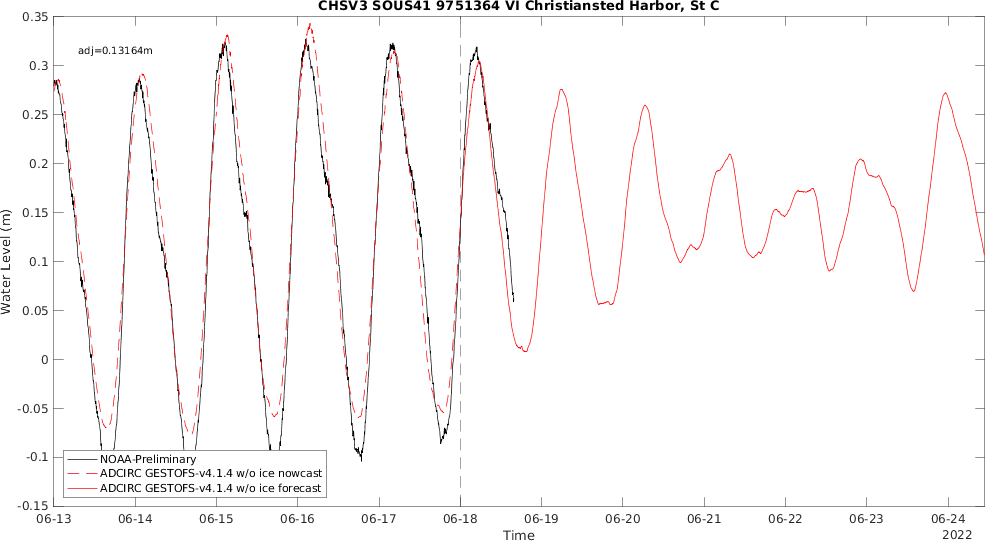 CHSV3 SOUS41 9751364 VI Christiansted Harbor, St C
adj=0.13164m
0.35
0.3
0.25
0.2
0.15
0.1
0.05
0
-0.05
-0.1
-0.15
Water Level (m)
NOAA-Preliminary
ADCIRC GESTOFS-v4.1.4 w/o ice nowcast
ADCIRC GESTOFS-v4.1.4 w/o ice forecast
06-13 06-14 06-15 06-16 06-17 06-18 06-19 06-20 06-21 06-22 06-23 06-24
Time
2022